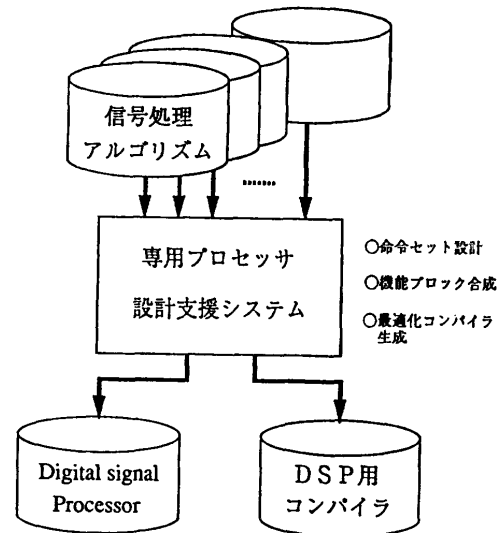 信号処理
アルゴリズム
........
専用プロセッサ
設計支援システム
○命令セット設計
○機能ブロック合成
○最適化コンパイラ
生成
Digital signal
Processor
DSP用
コンパイラ